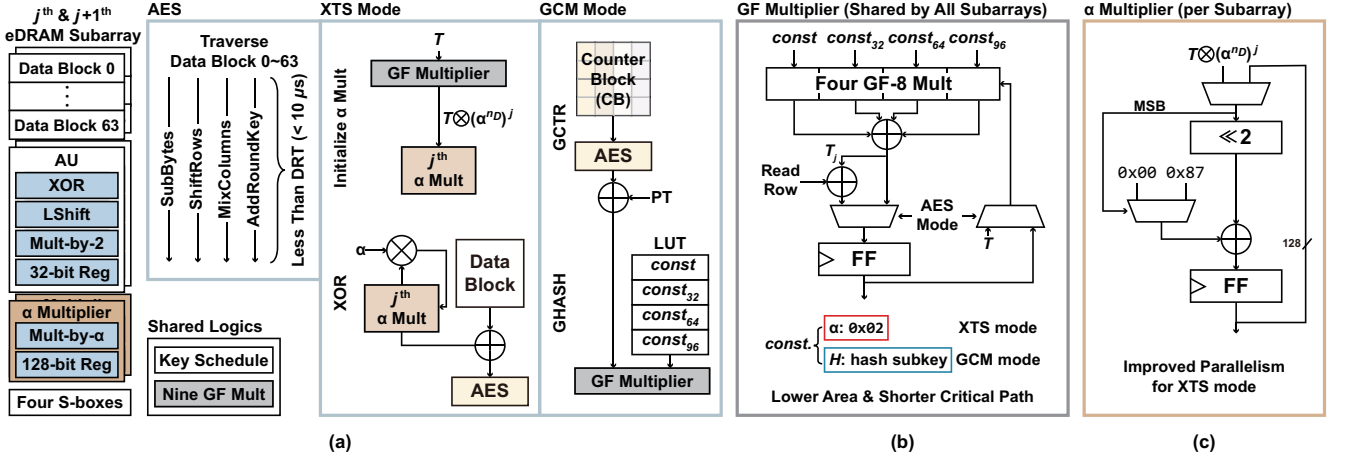 jth & j+1th
eDRAM Subarray
Data Block 0
⋮
Data Block 63
AU
XOR
LShift
Mult-by-2
32-bit Reg
α Multiplier
Mult-by-α
128-bit Reg
Four S-boxes
AES
Traverse
Data Block 0~63
SubBytes
ShiftRows
MixColumns
AddRoundKey
Less Than DRT (< 10 µs)
Shared Logics
Key Schedule
Nine GF Mult
XTS Mode
Initialize α Mult
T
GF Multiplier
T⊗(α^nD)^j
jth
α Mult
XOR
α
jth
α Mult
Data
Block
AES
GCM Mode
GCTR
Counter
Block
(CB)
AES
PT
GHASH
LUT
const
const32
const64
const96
GF Multiplier
(a)
GF Multiplier (Shared by All Subarrays)
const const32 const64 const96
Four GF-8 Mult
Tj
Read
Row
AES
Mode
T
FF
const.
α: 0x02 XTS mode
H: hash subkey GCM mode
Lower Area & Shorter Critical Path
(b)
α Multiplier (per Subarray)
T⊗(α^nD)^j
MSB
≪2
0x00 0x87
128
FF
Improved Parallelism
for XTS mode
(c)